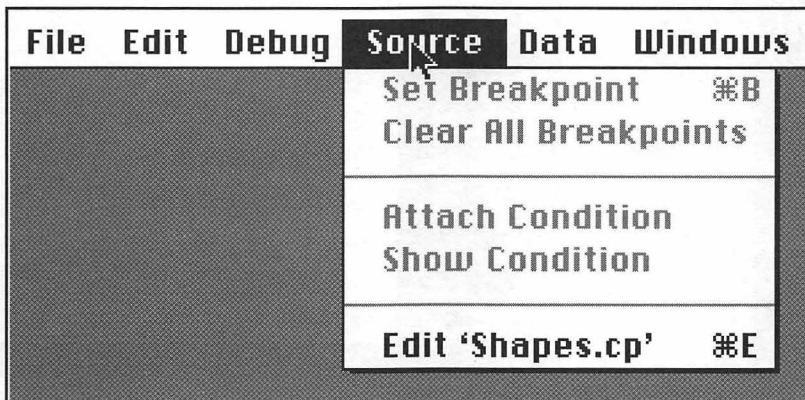 File Edit Debug Source Data Windows
Set Breakpoint ⌘B
Clear All Breakpoints
Attach Condition
Show Condition
Edit ‘Shapes.cp’ ⌘E